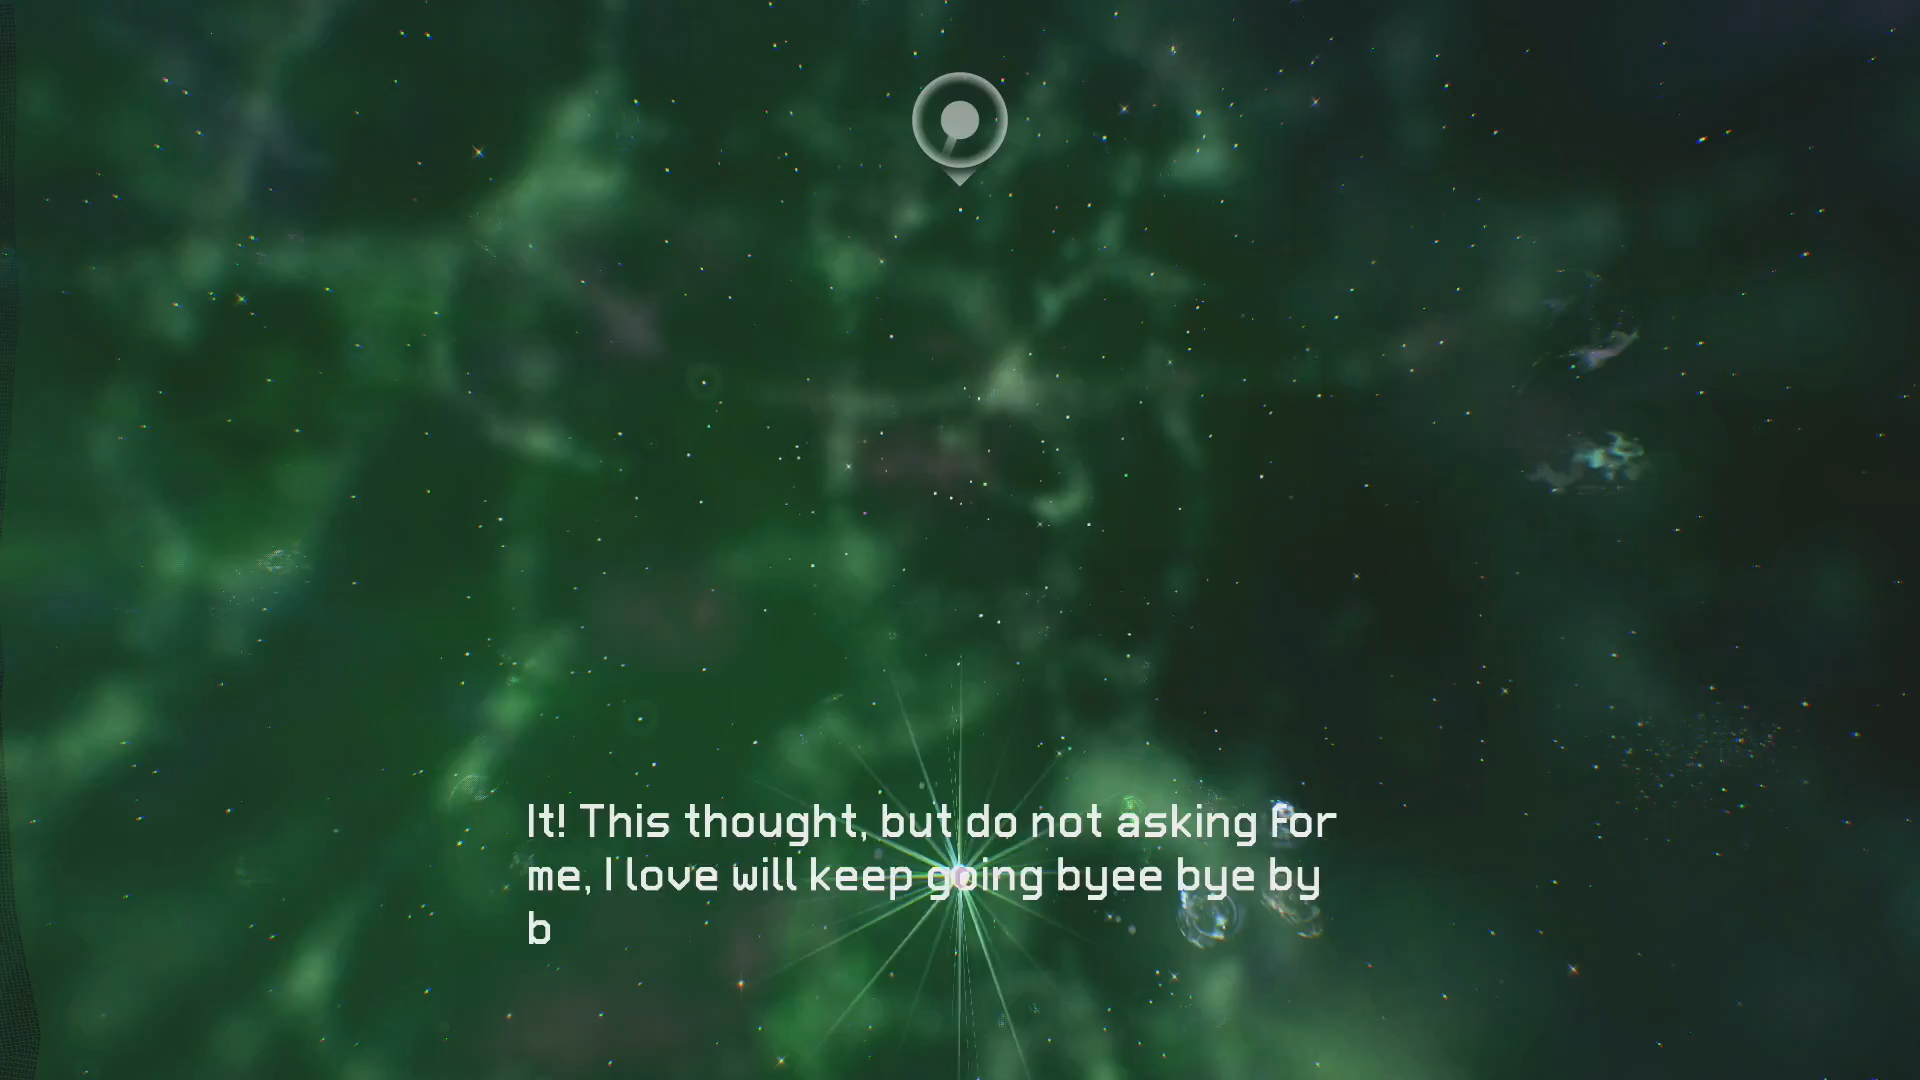 It! This thought, but do not asking for
me, I love will keep going byee bye by
b